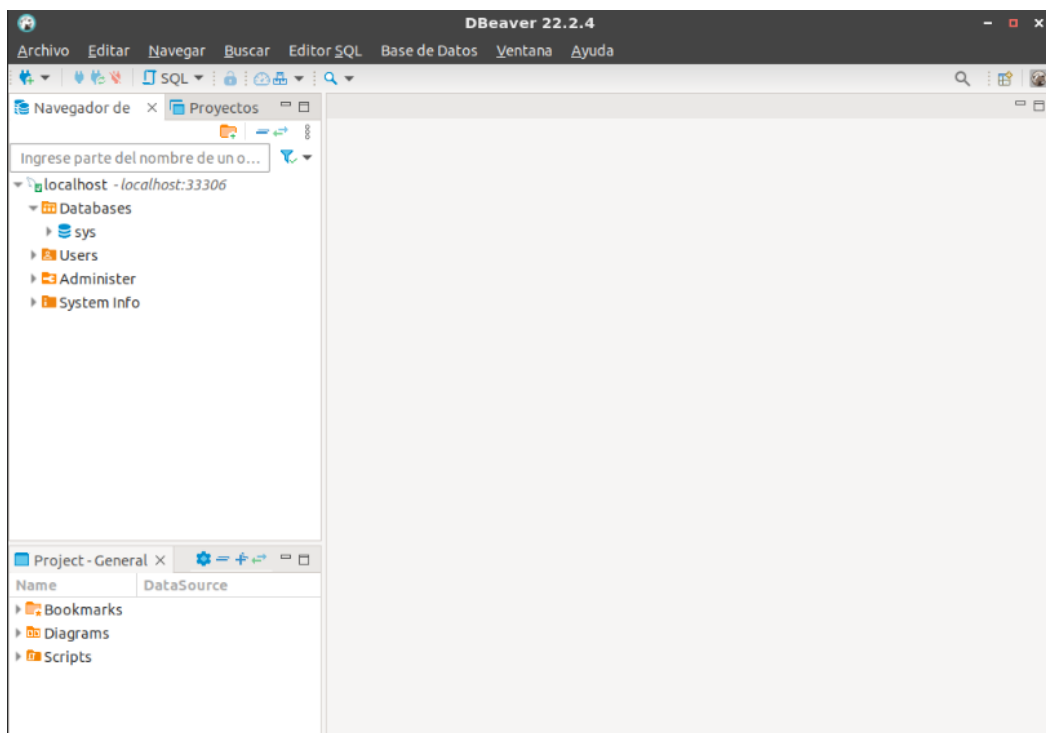 DBeaver 22.2.4
Archivo Editar Navegar Buscar Editor SQL Base de Datos Ventana Ayuda
SQL
Navegador de Proyectos
Ingrese parte del nombre de un o...
localhost - localhost:33306
Databases
sys
Users
Administer
System Info
Project - General
Name DataSource
Bookmarks
Diagrams
Scripts